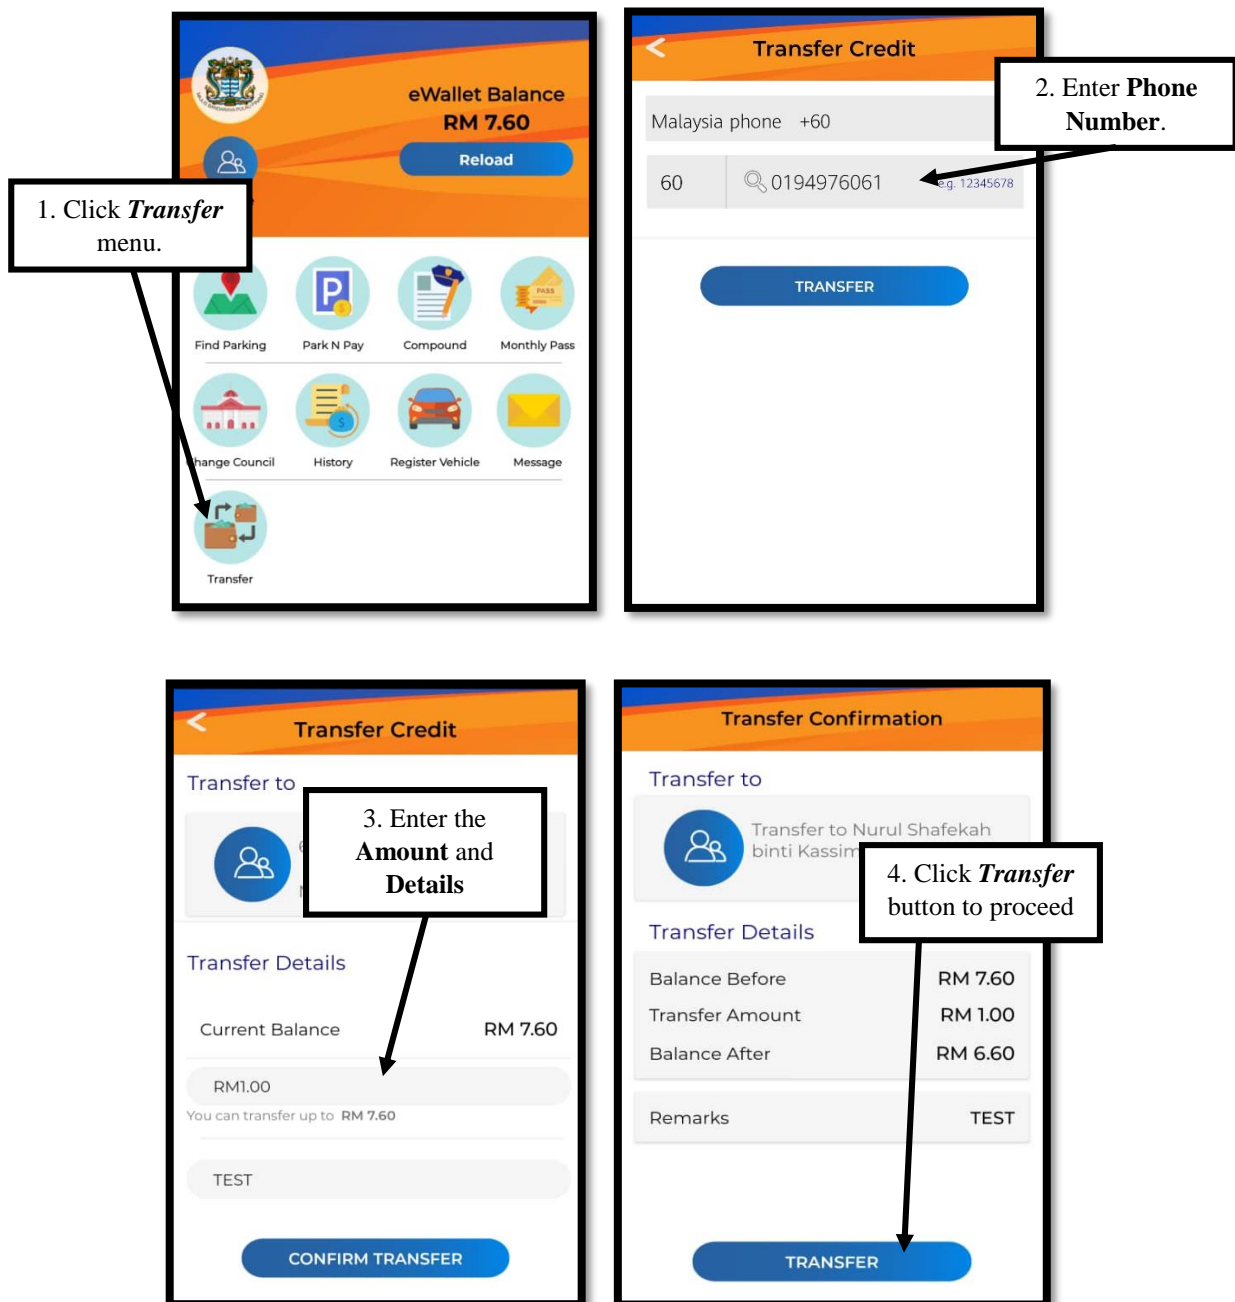 eWallet Balance
RM 7.60
Reload
1. Click Transfer
menu.
Find Parking
Park N Pay
Compound
PASS
Monthly Pass
hange Council
History
Register Vehicle
Message
Transfer
Transfer Credit
2. Enter Phone
Number.
Malaysia phone +60
60 0194976061 e.g. 12345678
TRANSFER
Transfer Credit
Transfer to
3. Enter the
Amount and
Details
Transfer Details
Current Balance RM 7.60
RM1.00
You can transfer up to RM 7.60
TEST
CONFIRM TRANSFER
Transfer Confirmation
Transfer to
Transfer to Nurul Shafekah
binti Kassim
4. Click Transfer
button to proceed
Transfer Details
Balance Before RM 7.60
Transfer Amount RM 1.00
Balance After RM 6.60
Remarks TEST
TRANSFER